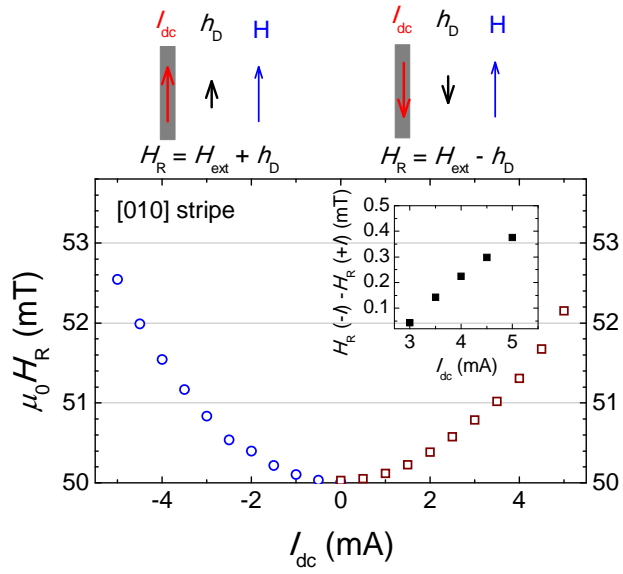 I_dc h_D H I_dc h_D H
H_R = H_ext + h_D H_R = H_ext - h_D
[010] stripe
53
52
51
50
53
52
51
50
μ₀H_R (mT)
-4 -2 0 2 4
I_dc (mA)
0.5
0.4
0.3
0.2
0.1
H_R (-I) - H_R (+I) (mT)
3 4 5
I_dc (mA)